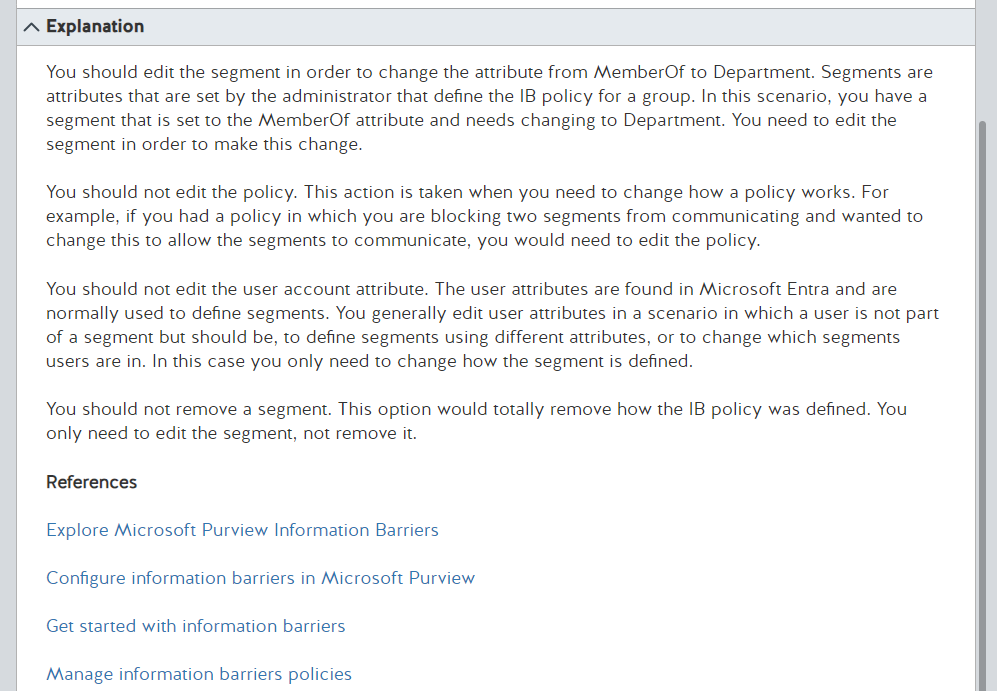 Explanation
You should edit the segment in order to change the attribute from MemberOf to Department. Segments are
attributes that are set by the administrator that define the IB policy for a group. In this scenario, you have a
segment that is set to the MemberOf attribute and needs changing to Department. You need to edit the
segment in order to make this change.
You should not edit the policy. This action is taken when you need to change how a policy works. For
example, if you had a policy in which you are blocking two segments from communicating and wanted to
change this to allow the segments to communicate, you would need to edit the policy.
You should not edit the user account attribute. The user attributes are found in Microsoft Entra and are
normally used to define segments. You generally edit user attributes in a scenario in which a user is not part
of a segment but should be, to define segments using different attributes, or to change which segments
users are in. In this case you only need to change how the segment is defined.
You should not remove a segment. This option would totally remove how the IB policy was defined. You
only need to edit the segment, not remove it.
References
Explore Microsoft Purview Information Barriers
Configure information barriers in Microsoft Purview
Get started with information barriers
Manage information barriers policies